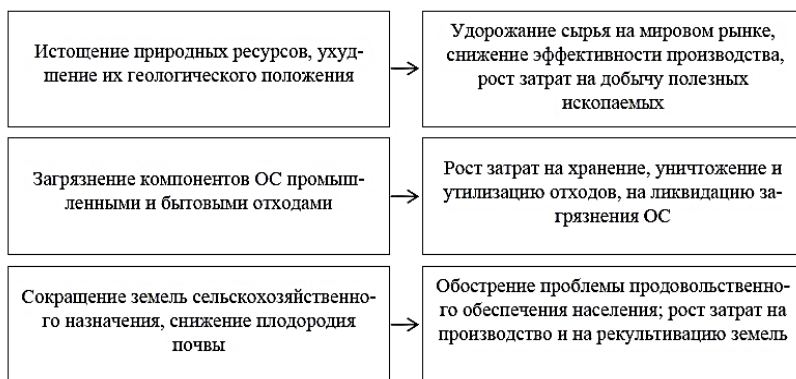 Истощение природных ресурсов, ухуд-
шение их геологического положения
Удорожание сырья на мировом рынке,
снижение эффективности производства,
рост затрат на добычу полезных
ископаемых
Загрязнение компонентов ОС промыш-
ленными и бытовыми отходами
Рост затрат на хранение, уничтожение и
утилизацию отходов, на ликвидацию за-
грязнения ОС
Сокращение земель сельскохозяйственно-
го назначения, снижение плодородия
почвы
Обострение проблемы продовольственно-
го обеспечения населения; рост затрат на
производство и на рекультивацию земель